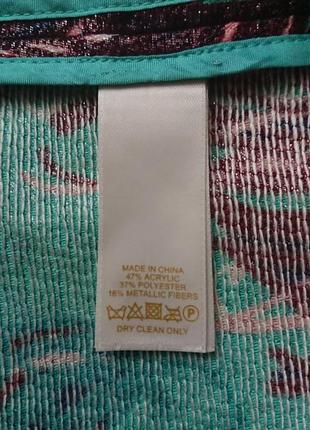 MADE IN CHINA
47% ACRYLIC
37% POLYESTER
16% METALLIC FIBERS
P
DRY CLEAN ONLY